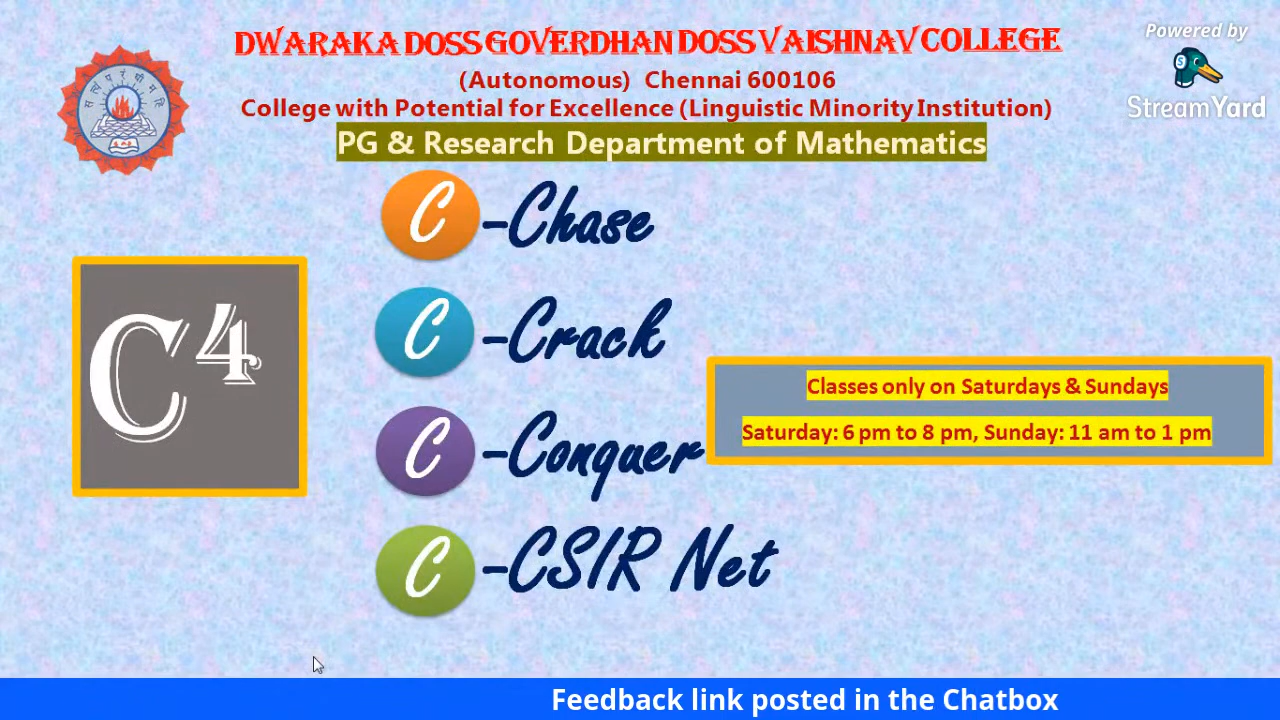 DWARAKA DOSS GOVERDHAN DOSS VAISHNAV COLLEGE
(Autonomous) Chennai 600106
College with Potential for Excellence (Linguistic Minority Institution)
PG & Research Department of Mathematics
Powered by
StreamYard
C -Chase
C -Crack
C -Conquer
C -CSIR Net
C4
Classes only on Saturdays & Sundays
Saturday: 6 pm to 8 pm, Sunday: 11 am to 1 pm
Feedback link posted in the Chatbox